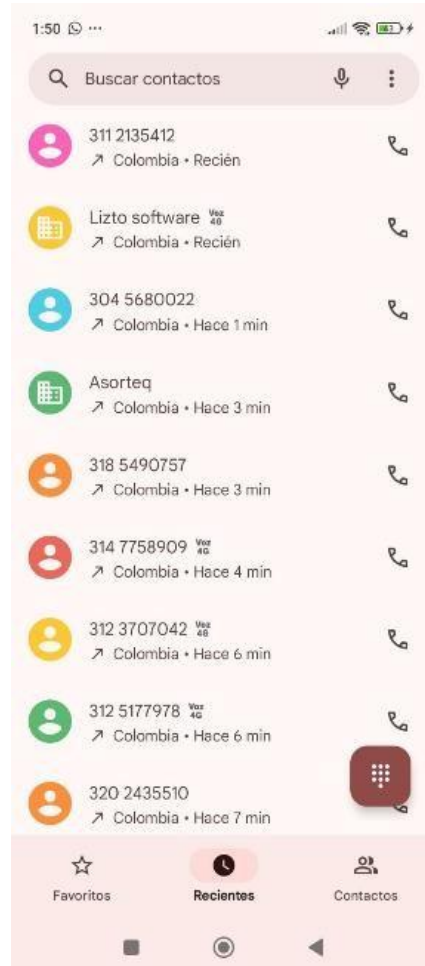 1:50 ...
Buscar contactos
311 2135412
Colombia • Recién
Lizto software Voz 4G
Colombia • Recién
304 5680022
Colombia • Hace 1 min
Asorteq
Colombia • Hace 3 min
318 5490757
Colombia • Hace 3 min
314 7758909 Voz 4G
Colombia • Hace 4 min
312 3707042 Voz 4G
Colombia • Hace 6 min
312 5177978 Voz 4G
Colombia • Hace 6 min
320 2435510
Colombia • Hace 7 min
Favoritos Recientes Contactos